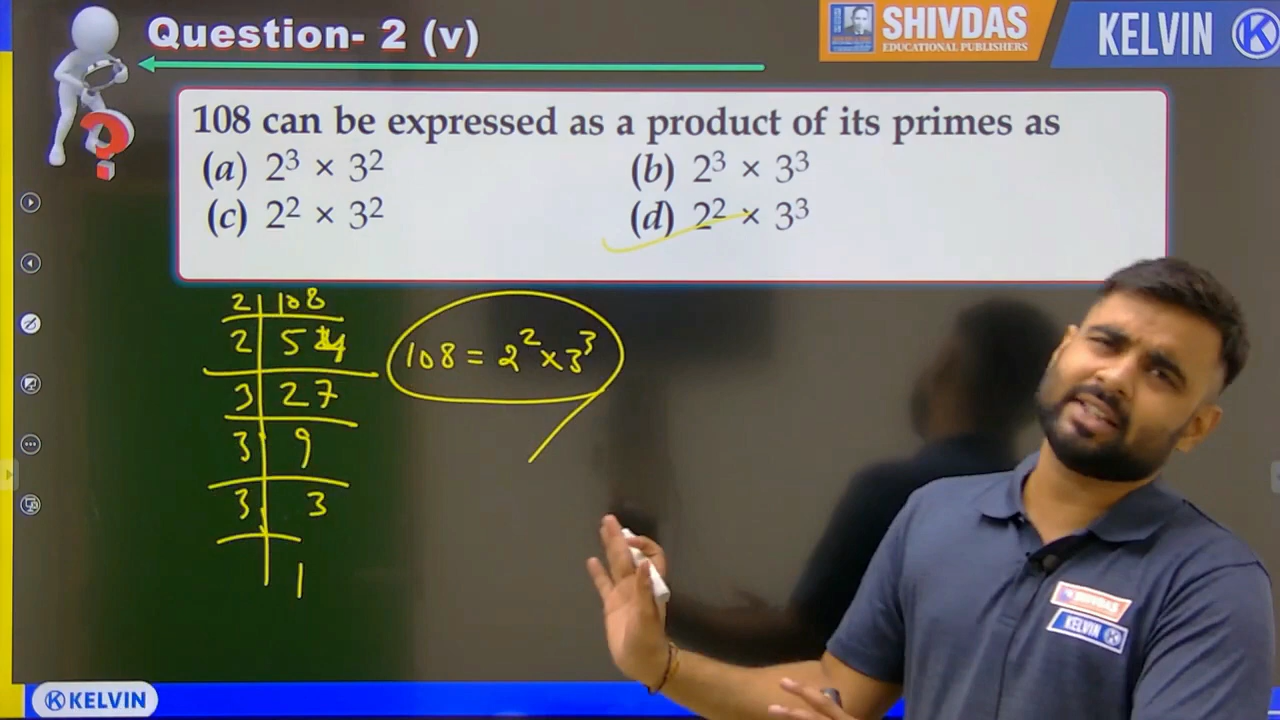 Question- 2 (v)
SHIVDAS
EDUCATIONAL PUBLISHERS
KELVIN K
108 can be expressed as a product of its primes as
(a) 2³ × 3² (b) 2³ × 3³
(c) 2² × 3² (d) 2² × 3³
2 108
2 54
3 27
3 9
3 3
1
108 = 2² × 3³
SHIVDAS
KELVIN K
K KELVIN